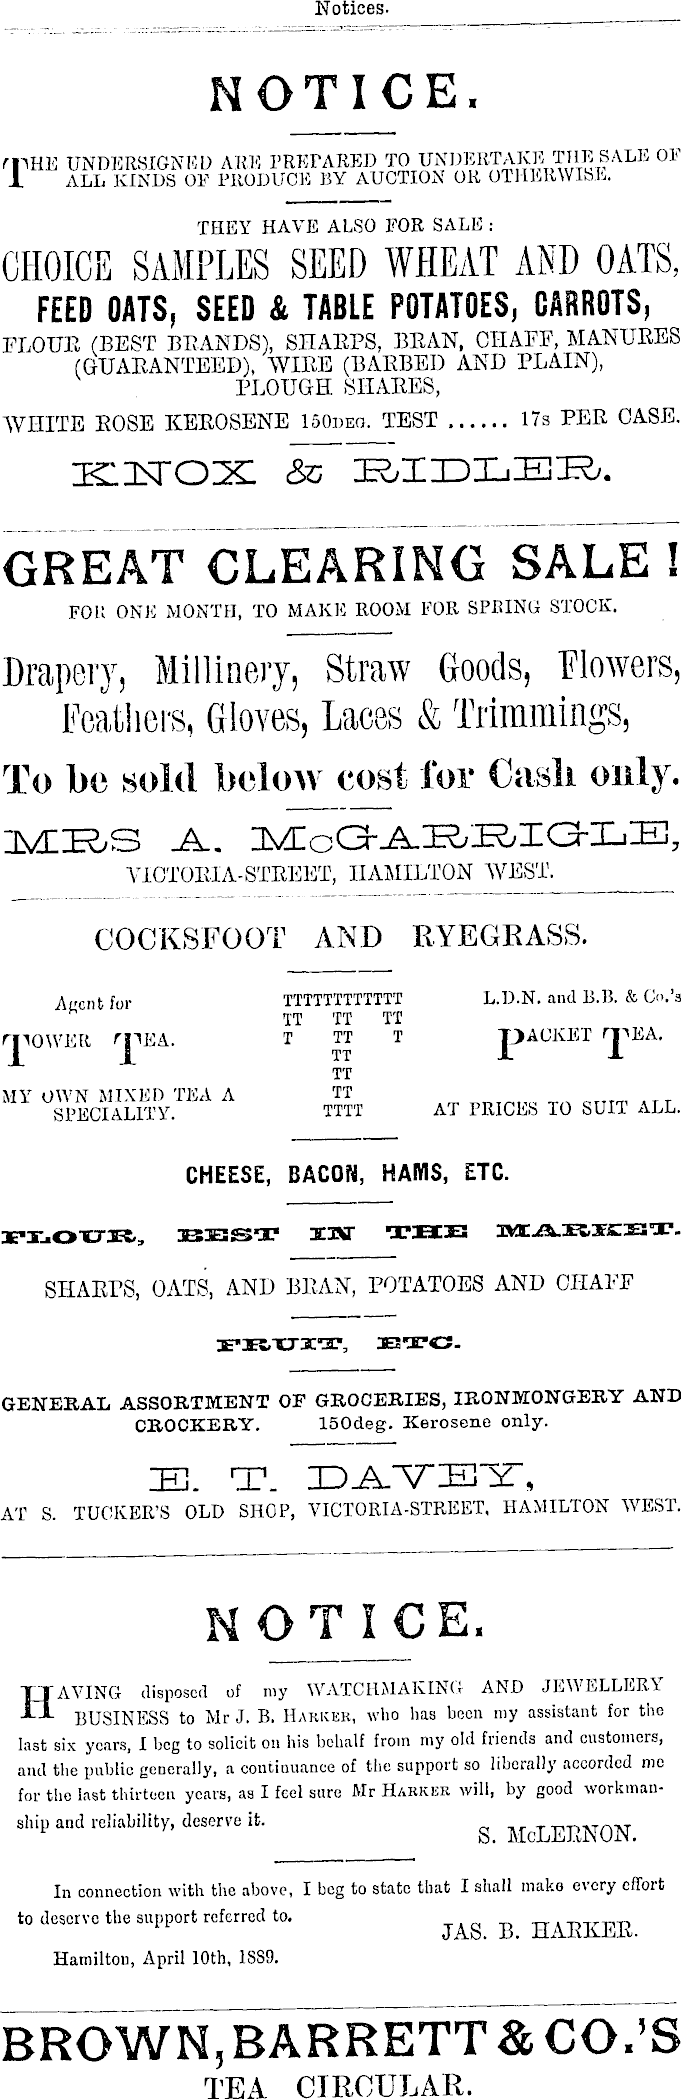 Notices.
NOTICE.
THE UNDERSIGNED ARE PREPARED TO UNDERTAKE THE SALE OF
ALL KINDS OF PRODUCE BY AUCTION OR OTHERWISE.
THEY HAVE ALSO FOR SALE:
CHOICE SAMPLES SEED WHEAT AND OATS,
FEED OATS, SEED & TABLE POTATOES, CARROTS,
FLOUR (BEST BRANDS), SHARPS, BRAN, CHAFF, MANURES
(GUARANTEED), WIRE (BARBED AND PLAIN),
PLOUGH SHARES,
WHITE ROSE KEROSENE 150DEG. TEST ...... 17s PER CASE.
KNOX & RIDLER.
GREAT CLEARING SALE!
FOR ONE MONTH, TO MAKE ROOM FOR SPRING STOCK.
Drapery, Millinery, Straw Goods, Flowers,
Feathers, Gloves, Laces & Trimmings,
To be sold below cost for Cash only.
MRS A. McGARRIGLE,
VICTORIA-STREET, HAMILTON WEST.
COCKSFOOT AND RYEGRASS.
Agent for TTTTTTTTTTTT L.D.N. and B.B. & Co.'s
TT TT TT
TOWER TEA. T TT T PACKET TEA.
TT
TT
MY OWN MIXED TEA A TT
SPECIALITY. TTTT AT PRICES TO SUIT ALL.
CHEESE, BACON, HAMS, ETC.
FLOUR, BEST IN THE MARKET.
SHARPS, OATS, AND BRAN, POTATOES AND CHAFF
FRUIT, ETC.
GENERAL ASSORTMENT OF GROCERIES, IRONMONGERY AND
CROCKERY. 150deg. Kerosene only.
E. T. DAVEY,
AT S. TUCKER'S OLD SHOP, VICTORIA-STREET, HAMILTON WEST.
NOTICE.
HAVING disposed of my WATCHMAKING AND JEWELLERY
BUSINESS to Mr J. B. HARKER, who has been my assistant for the
last six years, I beg to solicit on his behalf from my old friends and customers,
and the public generally, a continuance of the support so liberally accorded me
for the last thirteen years, as I feel sure Mr HARKER will, by good workman-
ship and reliability, deserve it.
S. McLERNON.
In connection with the above, I beg to state that I shall make every effort
to deserve the support referred to.
JAS. B. HARKER.
Hamilton, April 10th, 1889.
BROWN, BARRETT & CO.'S
TEA CIRCULAR.